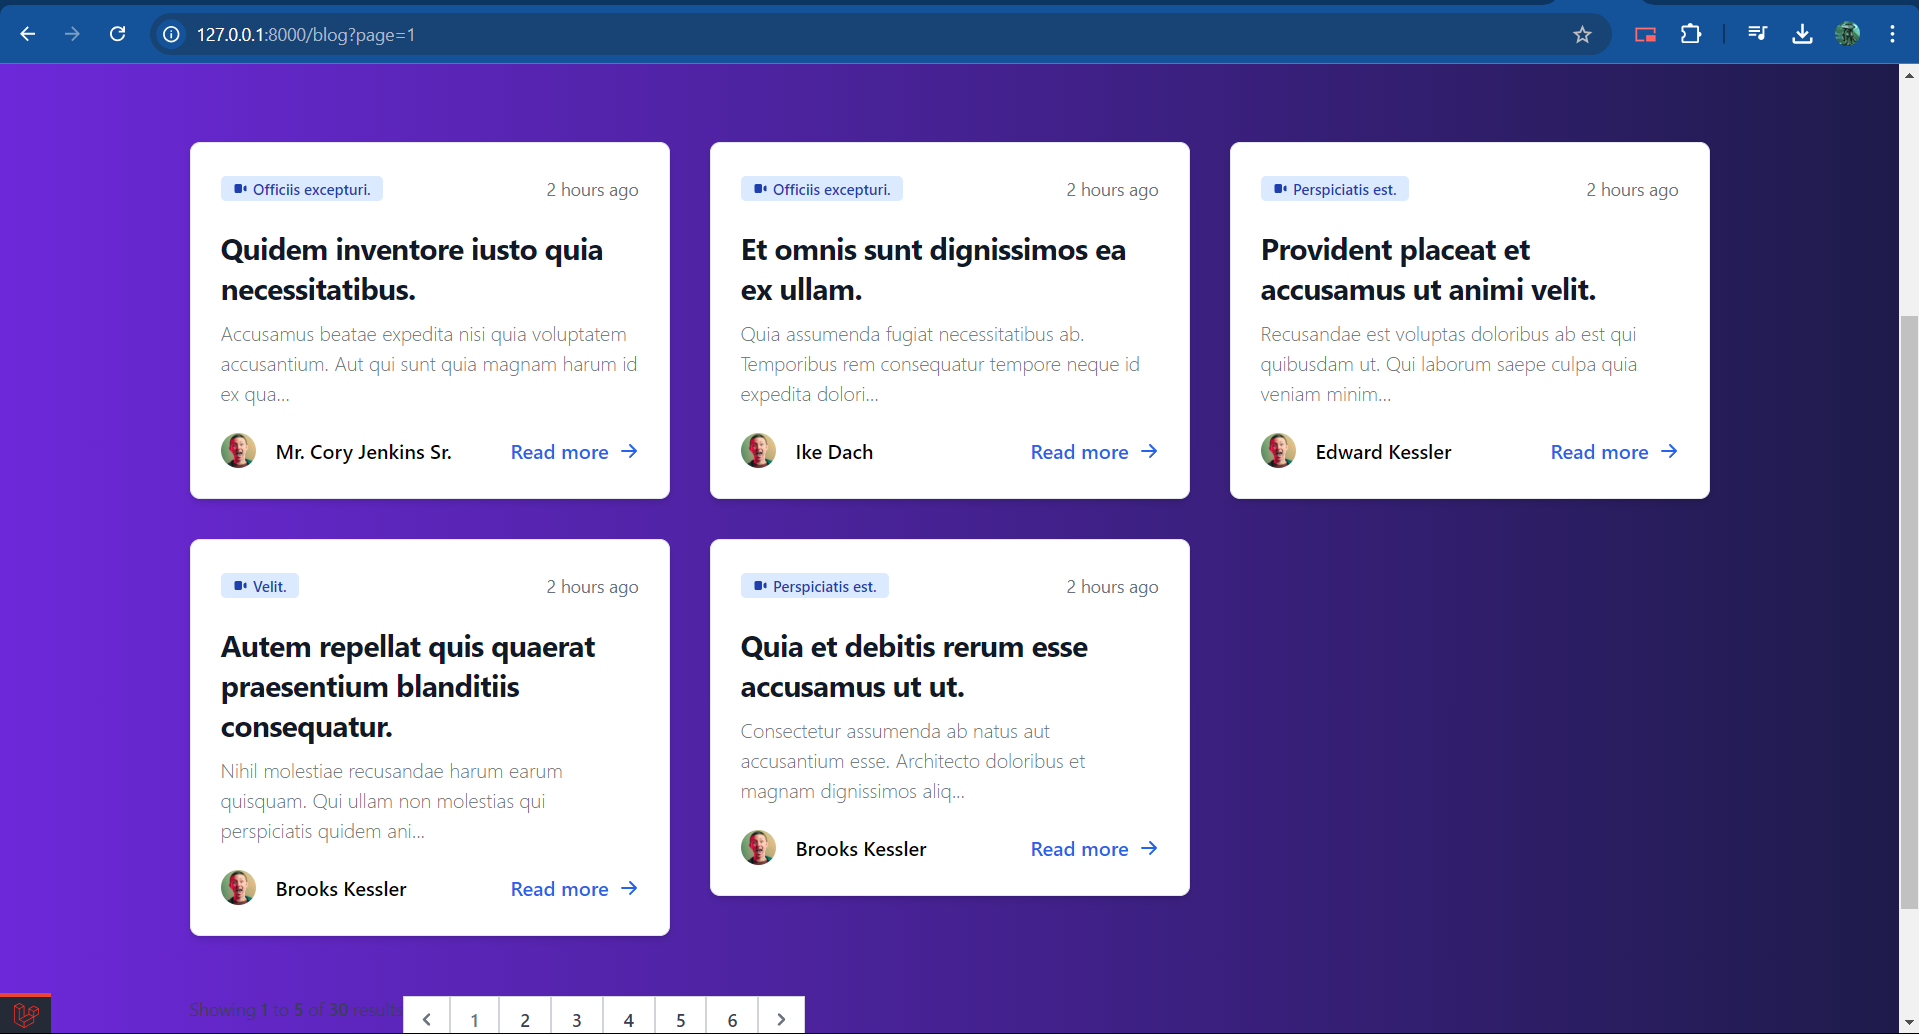 127.0.0.1:8000/blog?page=1
Officiis excepturi.
2 hours ago
Quidem inventore iusto quia
necessitatibus.
Accusamus beatae expedita nisi quia voluptatem
accusantium. Aut qui sunt quia magnam harum id
ex qua...
Mr. Cory Jenkins Sr.
Read more →
Officiis excepturi.
2 hours ago
Et omnis sunt dignissimos ea
ex ullam.
Quia assumenda fugiat necessitatibus ab.
Temporibus rem consequatur tempore neque id
expedita dolori...
Ike Dach
Read more →
Perspiciatis est.
2 hours ago
Provident placeat et
accusamus ut animi velit.
Recusandae est voluptas doloribus ab est qui
quibusdam ut. Qui laborum saepe culpa quia
veniam minim...
Edward Kessler
Read more →
Velit.
2 hours ago
Autem repellat quis quaerat
praesentium blanditiis
consequatur.
Nihil molestiae recusandae harum earum
quisquam. Qui ullam non molestias qui
perspiciatis quidem ani...
Brooks Kessler
Read more →
Perspiciatis est.
2 hours ago
Quia et debitis rerum esse
accusamus ut ut.
Consectetur assumenda ab natus aut
accusantium esse. Architecto doloribus et
magnam dignissimos aliq...
Brooks Kessler
Read more →
Showing 1 to 5 of 30 results
< 1 2 3 4 5 6 >